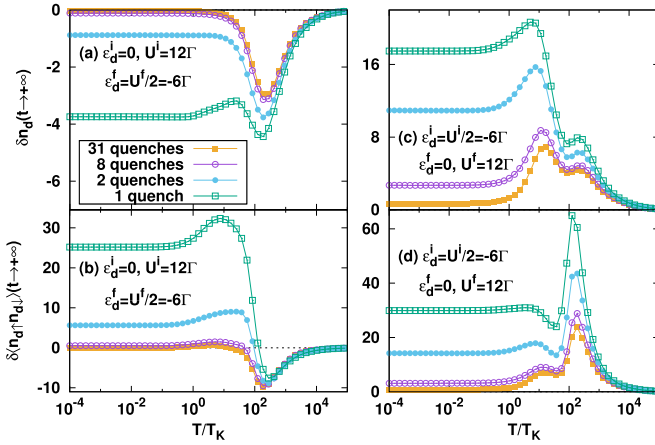 0
-2
-4
-6
δn_d(t→+∞)
(a) ε_d^i=0, U^i=12Γ
ε_d^f=U^f/2=-6Γ
31 quenches
8 quenches
2 quenches
1 quench
16
8
0
(c) ε_d^i=U^i/2=-6Γ
ε_d^f=0, U^f=12Γ
30
20
10
0
-10
δ⟨n_d↑n_d↓⟩(t→+∞)
(b) ε_d^i=0, U^i=12Γ
ε_d^f=U^f/2=-6Γ
10^-4 10^-2 10^0 10^2 10^4
T/T_K
60
40
20
0
(d) ε_d^i=U^i/2=-6Γ
ε_d^f=0, U^f=12Γ
10^-4 10^-2 10^0 10^2 10^4
T/T_K